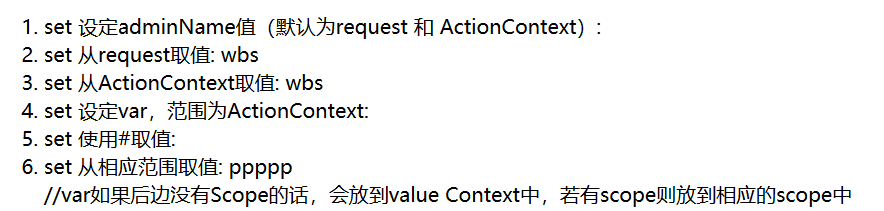 1. set 设定adminName值（默认为request 和 ActionContext）:
2. set 从request取值: wbs
3. set 从ActionContext取值: wbs
4. set 设定var，范围为ActionContext:
5. set 使用#取值:
6. set 从相应范围取值: ppppp
//var如果后边没有Scope的话，会放到value Context中，若有scope则放到相应的scope中